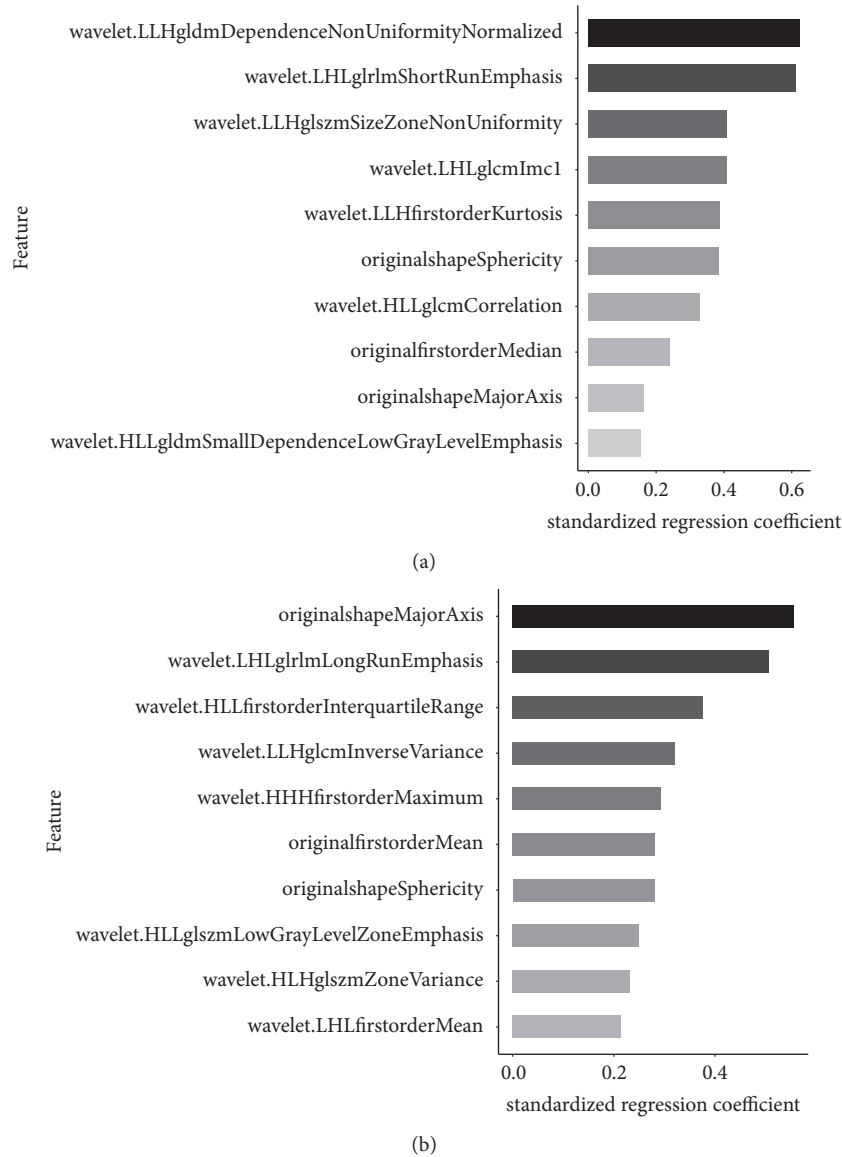 wavelet.LLHgldmDependenceNonUniformityNormalized
wavelet.LHLglrlmShortRunEmphasis
wavelet.LLHglszmSizeZoneNonUniformity
wavelet.LHLglcmImc1
wavelet.LLHfirstorderKurtosis
originalshapeSphericity
wavelet.HLLglcmCorrelation
originalfirstorderMedian
originalshapeMajorAxis
wavelet.HLLgldmSmallDependenceLowGrayLevelEmphasis
Feature
0.0 0.2 0.4 0.6
standardized regression coefficient
(a)
originalshapeMajorAxis
wavelet.LHLglrlmLongRunEmphasis
wavelet.HLLfirstorderInterquartileRange
wavelet.LLHglcmInverseVariance
wavelet.HHHfirstorderMaximum
originalfirstorderMean
originalshapeSphericity
wavelet.HLLglszmLowGrayLevelZoneEmphasis
wavelet.HLHglszmZoneVariance
wavelet.LHLfirstorderMean
Feature
0.0 0.2 0.4
standardized regression coefficient
(b)